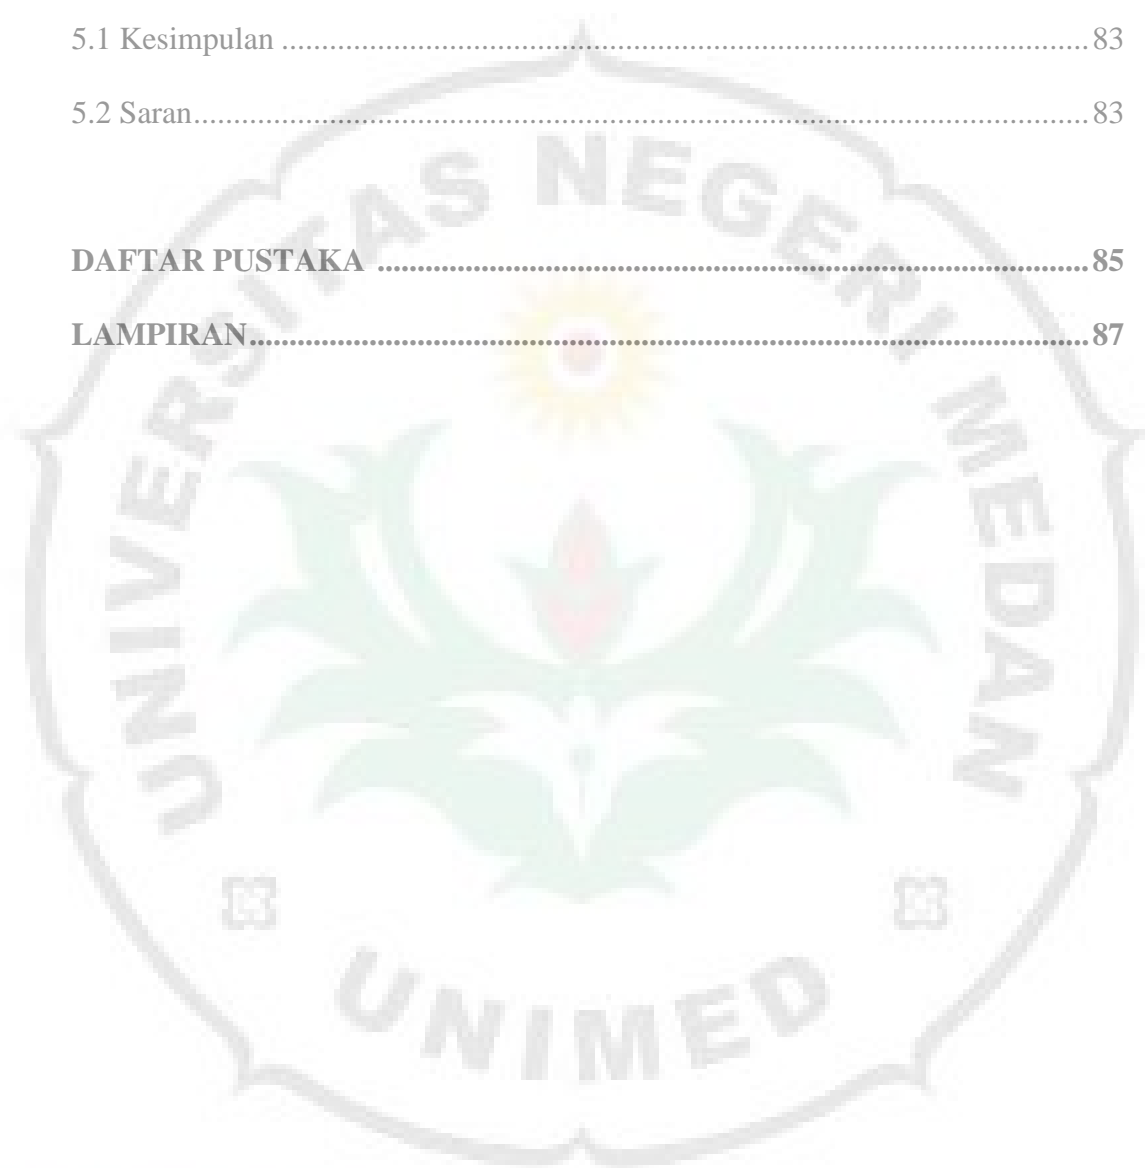 5.1 Kesimpulan ........................................................................................ 83
5.2 Saran.................................................................................................. 83
DAFTAR PUSTAKA ............................................................................ 85
LAMPIRAN.......................................................................................... 87
UNIVERSITAS NEGERI MEDAN
UNIMED